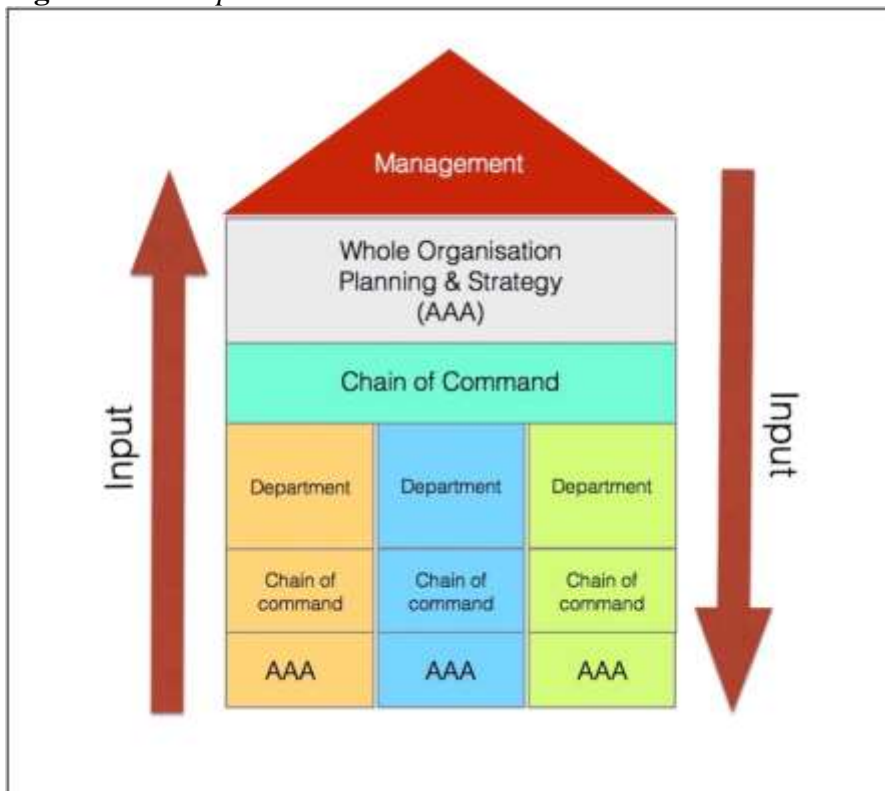 Management
Whole Organisation
Planning & Strategy
(AAA)
Chain of Command
Input
Input
Department
Department
Department
Chain of
command
Chain of
command
Chain of
command
AAA
AAA
AAA